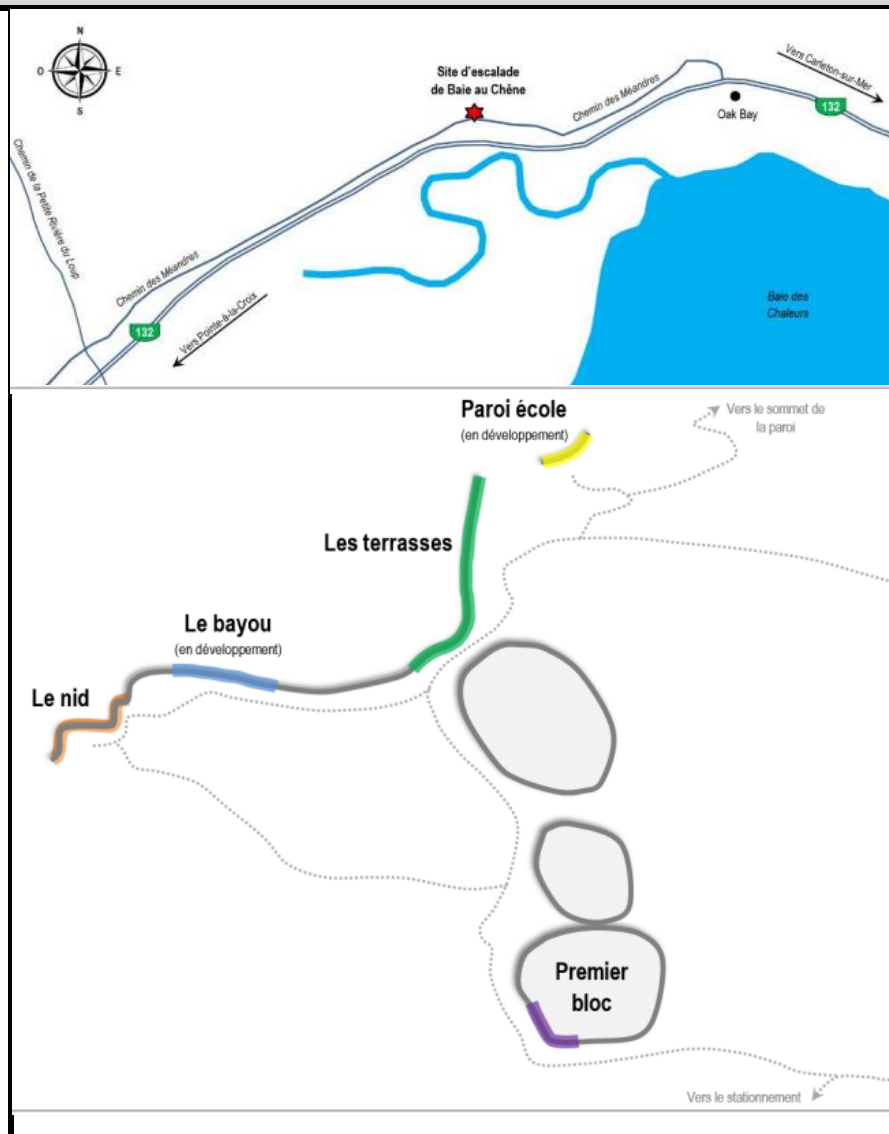 N
O
E
S
Site d'escalade
de Baie au Chêne
Chemin des Méandres
Vers Carleton-sur-Mer
132
Oak Bay
Chemin de la Petite Rivière du Loup
Chemin des Méandres
132
Vers Pointe-à-la-Croix
Baie des
Chaleurs
Paroi école
(en développement)
Vers le sommet de
la paroi
Les terrasses
Le bayou
(en développement)
Le nid
Premier
bloc
Vers le stationnement